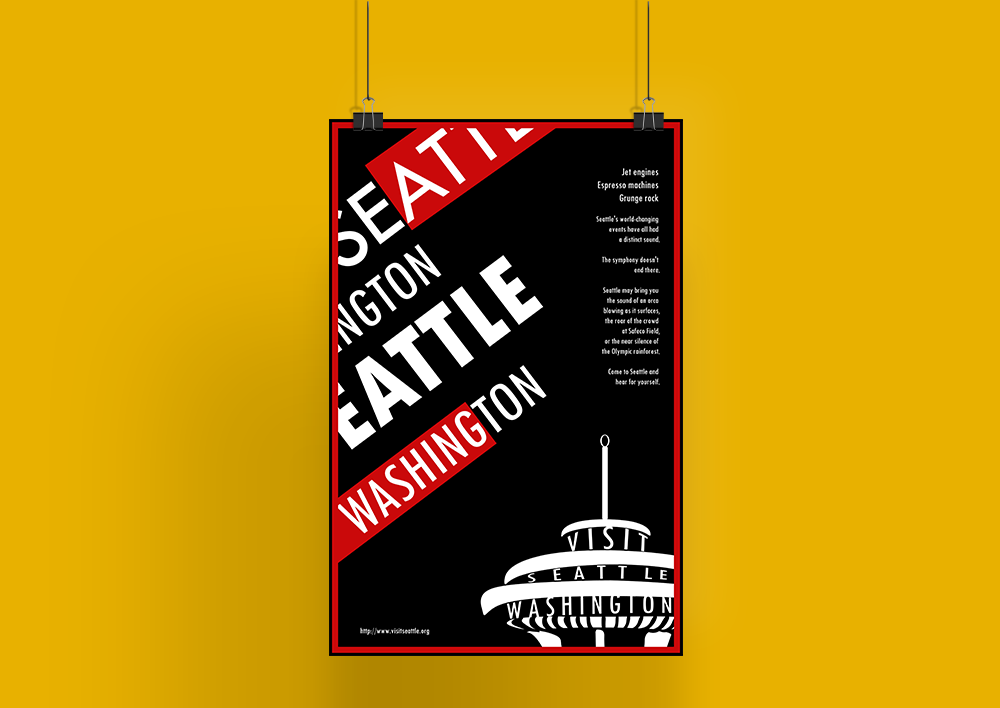 SEATTLE
INGTON
EATTLE
WASHINGTON
Jet engines
Espresso machines
Grunge rock
Seattle's world-changing
events have all had
a distinct sound.
The symphony doesn't
end there.
Seattle may bring you
the sound of an orca
blowing as it surfaces,
the roar of the crowd
at Safeco Field,
or the near silence of
the Olympic rainforest.
Come to Seattle and
hear for yourself.
VISIT
SEATTLE
WASHINGTON
http://www.visitseattle.org